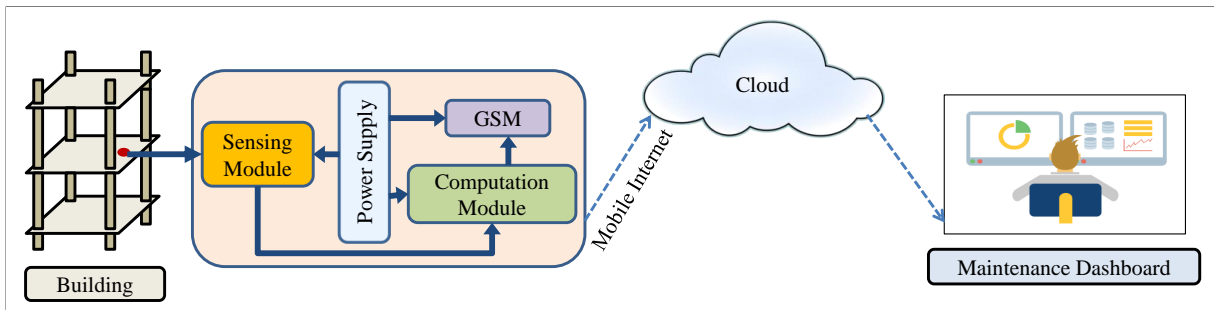 Building
Sensing
Module
Power Supply
GSM
Computation
Module
Mobile Internet
Cloud
Maintenance Dashboard